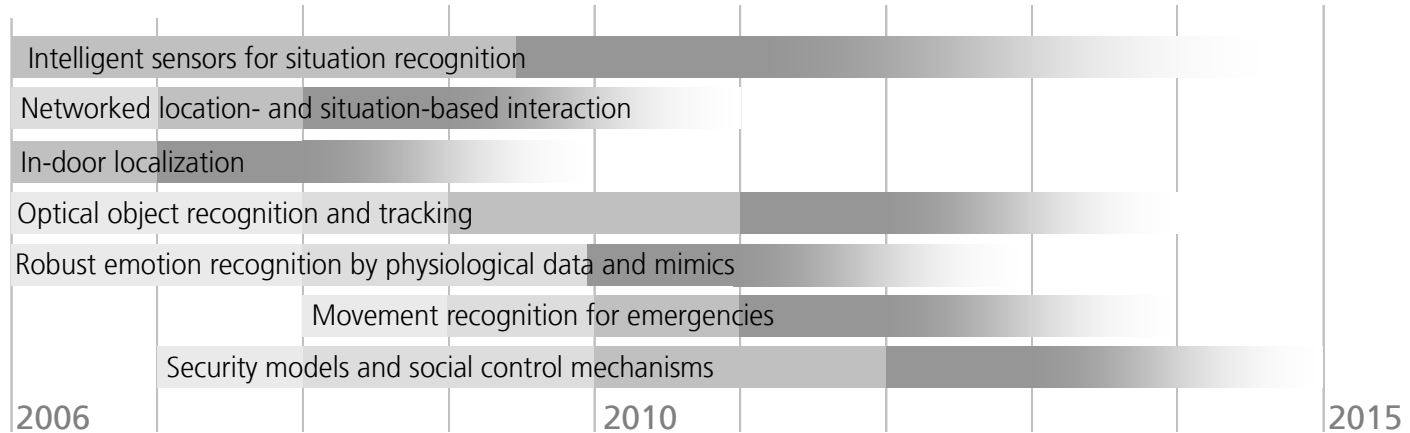 Intelligent sensors for situation recognition
Networked location- and situation-based interaction
In-door localization
Optical object recognition and tracking
Robust emotion recognition by physiological data and mimics
Movement recognition for emergencies
Security models and social control mechanisms
2006 2010 2015